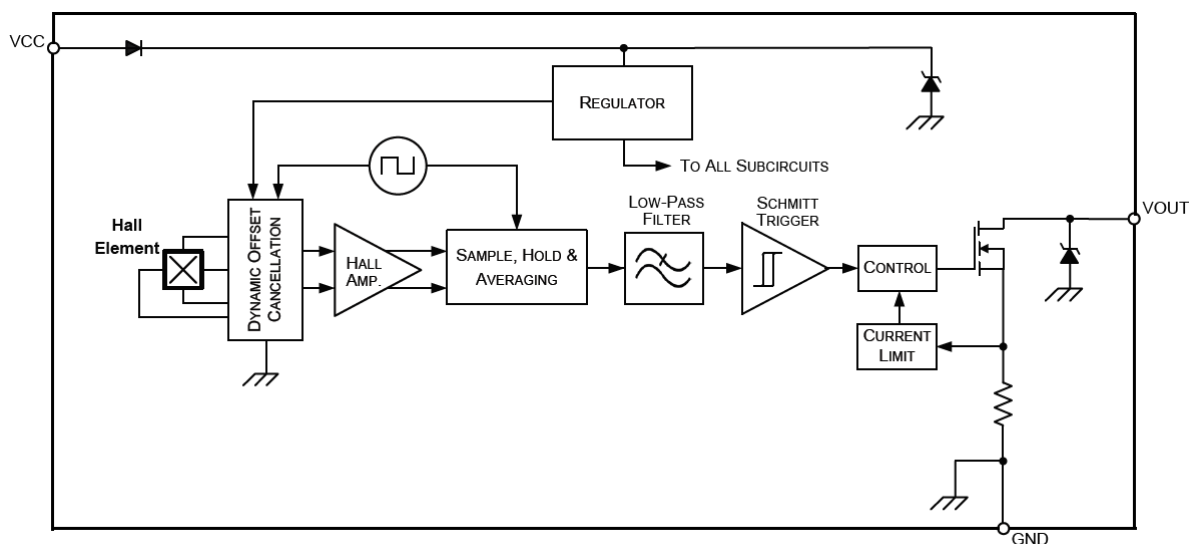 VCC
REGULATOR
TO ALL SUBCIRCUITS
LOW-PASS
FILTER
SCHMITT
TRIGGER
VOUT
Hall
Element
DYNAMIC OFFSET
CANCELLATION
HALL
AMP.
SAMPLE, HOLD &
AVERAGING
CONTROL
CURRENT
LIMIT
GND